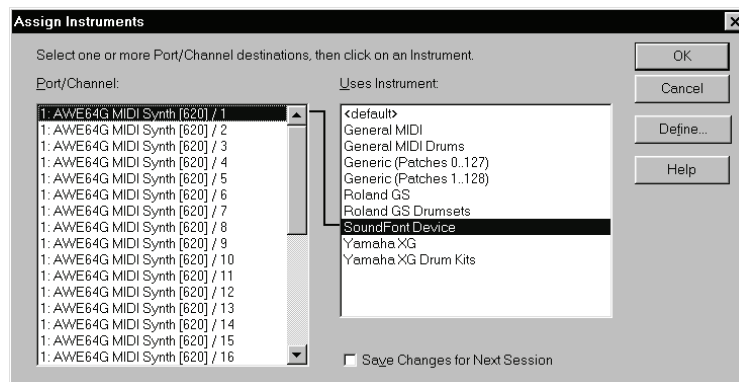 Assign Instruments
Select one or more Port/Channel destinations, then click on an Instrument.
Port/Channel:
1: AWE64G MIDI Synth [620] / 1
1: AWE64G MIDI Synth [620] / 2
1: AWE64G MIDI Synth [620] / 3
1: AWE64G MIDI Synth [620] / 4
1: AWE64G MIDI Synth [620] / 5
1: AWE64G MIDI Synth [620] / 6
1: AWE64G MIDI Synth [620] / 7
1: AWE64G MIDI Synth [620] / 8
1: AWE64G MIDI Synth [620] / 9
1: AWE64G MIDI Synth [620] / 10
1: AWE64G MIDI Synth [620] / 11
1: AWE64G MIDI Synth [620] / 12
1: AWE64G MIDI Synth [620] / 13
1: AWE64G MIDI Synth [620] / 14
1: AWE64G MIDI Synth [620] / 15
1: AWE64G MIDI Synth [620] / 16
Uses Instrument:
<default>
General MIDI
General MIDI Drums
Generic (Patches 0..127)
Generic (Patches 1..128)
Roland GS
Roland GS Drumsets
SoundFont Device
Yamaha XG
Yamaha XG Drum Kits
Save Changes for Next Session
OK
Cancel
Define...
Help